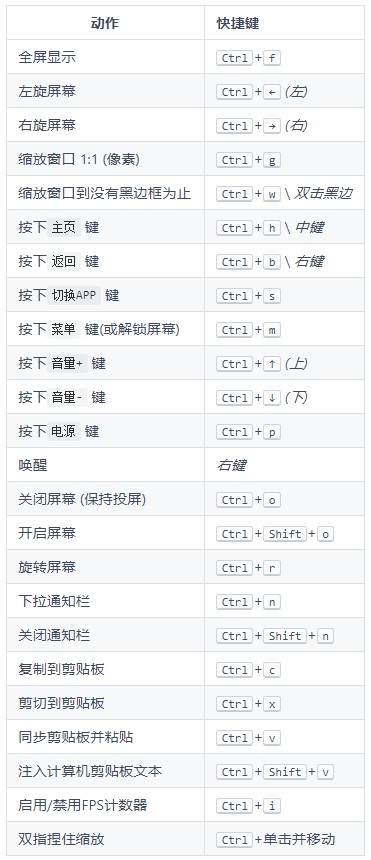 动作 快捷键
全屏显示 Ctrl+f
左旋屏幕 Ctrl+← (左)
右旋屏幕 Ctrl+→ (右)
缩放窗口 1:1 (像素) Ctrl+g
缩放窗口到没有黑边框为止 Ctrl+w \ 双击黑边
按下 主页 键 Ctrl+h \ 中键
按下 返回 键 Ctrl+b \ 右键
按下 切换APP 键 Ctrl+s
按下 菜单 键(或解锁屏幕) Ctrl+m
按下 音量+ 键 Ctrl+↑ (上)
按下 音量- 键 Ctrl+↓ (下)
按下 电源 键 Ctrl+p
唤醒 右键
关闭屏幕 (保持投屏) Ctrl+o
开启屏幕 Ctrl+Shift+o
旋转屏幕 Ctrl+r
下拉通知栏 Ctrl+n
关闭通知栏 Ctrl+Shift+n
复制到剪贴板 Ctrl+c
剪切到剪贴板 Ctrl+x
同步剪贴板并粘贴 Ctrl+v
注入计算机剪贴板文本 Ctrl+Shift+v
启用/禁用FPS计数器 Ctrl+i
双指捏住缩放 Ctrl+单击并移动